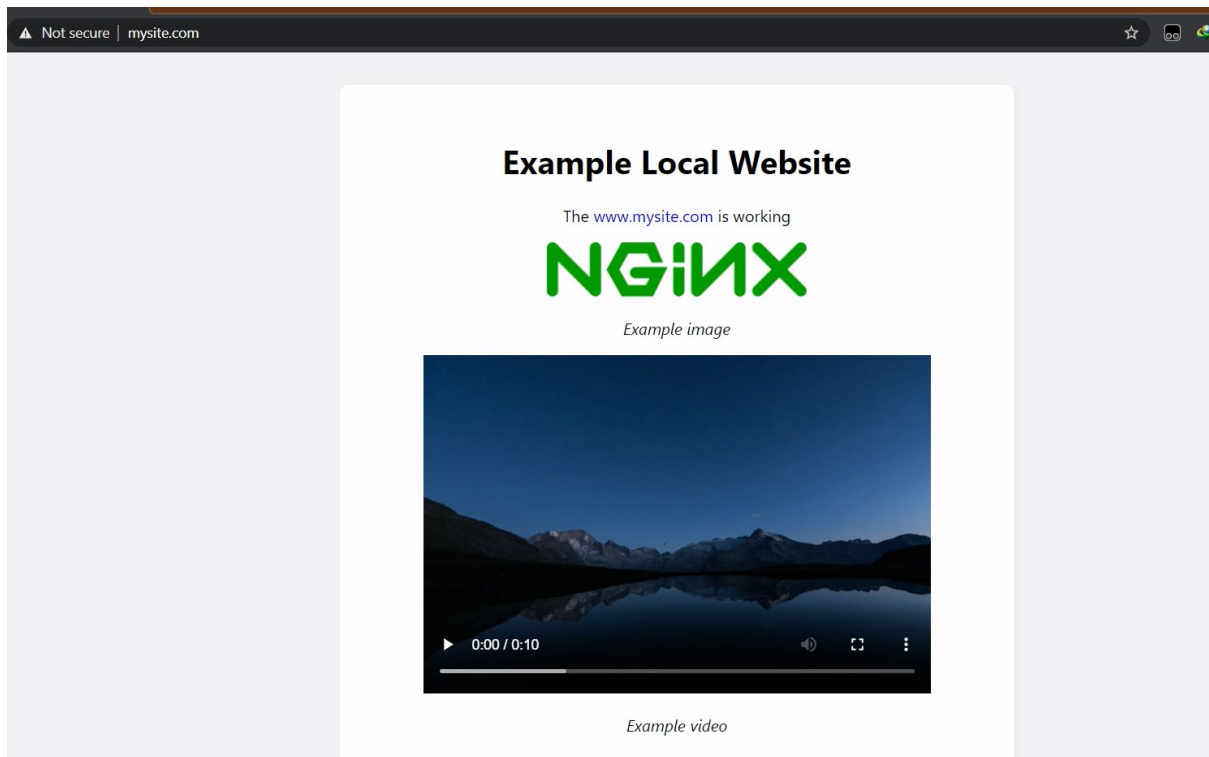 Not secure | mysite.com
Example Local Website
The www.mysite.com is working
NGiNX
Example image
0:00 / 0:10
Example video